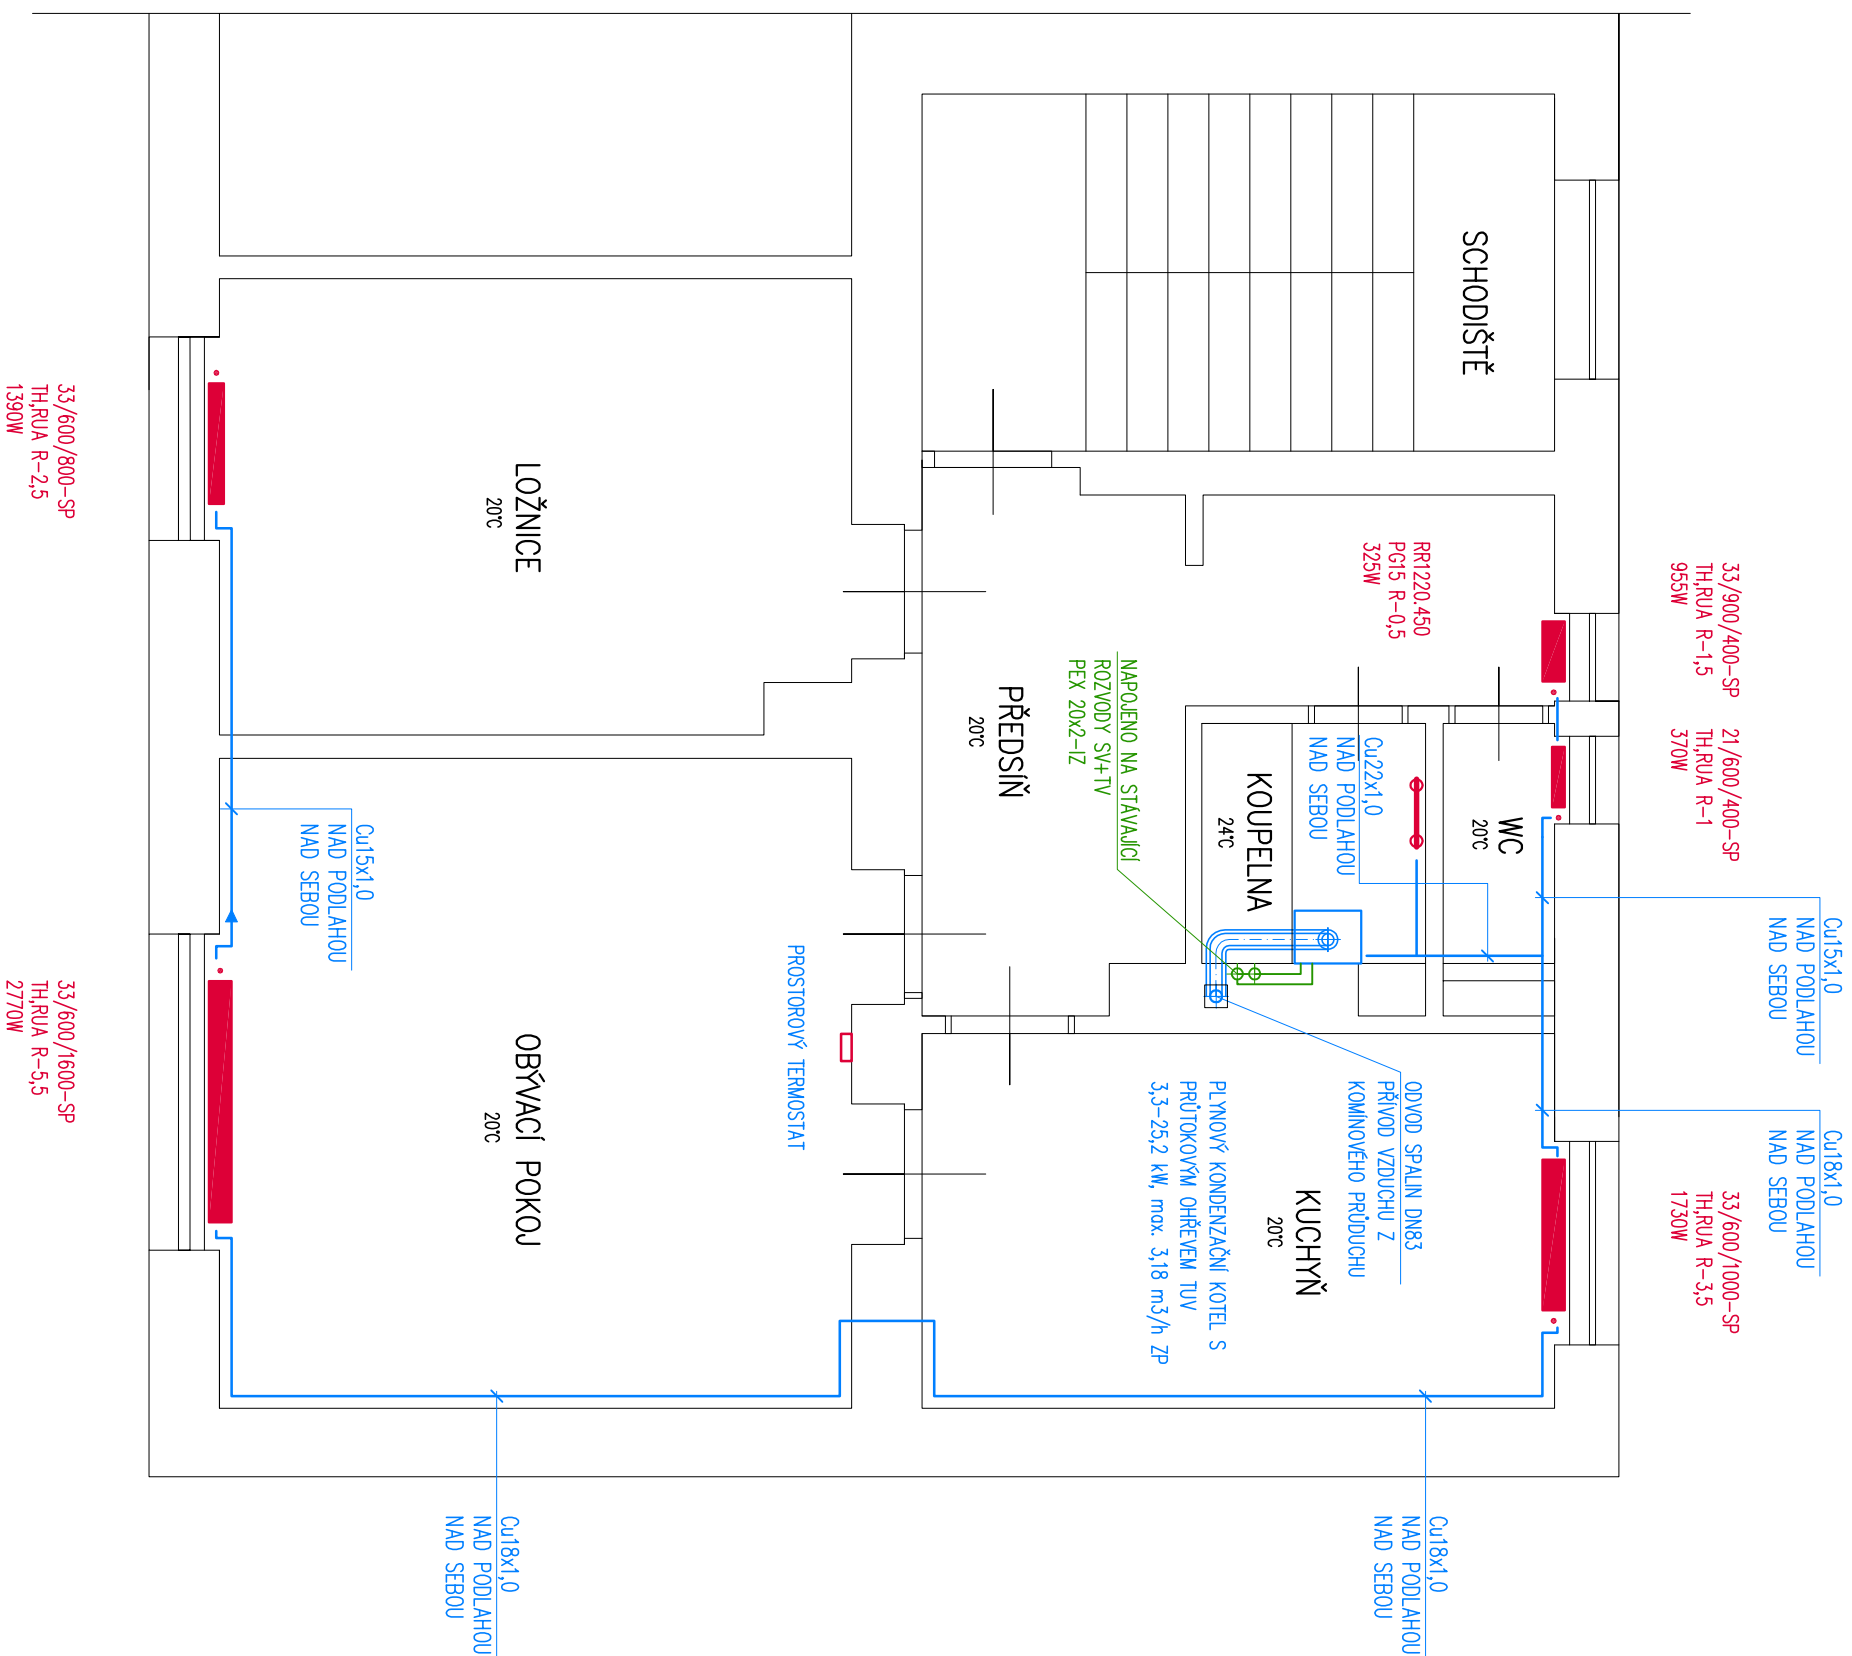 SCHODIŠTĚ
33/900/400-SP
TH,RUA R-1,5
955W
21/600/400-SP
TH,RUA R-1
370W
Cu15x1,0
NAD PODLAHOU
NAD SEBOU
Cu18x1,0
NAD PODLAHOU
NAD SEBOU
33/600/1000-SP
TH,RUA R-3,5
1730W
RR1220.450
PG15 R-0,5
325W
WC
20°C
Cu22x1,0
NAD PODLAHOU
NAD SEBOU
KOUPELNA
24°C
NAPOJENO NA STÁVAJÍCÍ
ROZVODY SV+TV
PEX 20x2-IZ
PŘEDSÍŇ
20°C
ODVOD SPALIN DN83
PŘÍVOD VZDUCHU Z
KOMÍNOVÉHO PRŮDUCHU
KUCHYŇ
20°C
PLYNOVÝ KONDENZAČNÍ KOTEL S
PRŮTOKOVÝM OHŘEVEM TUV
3,3-25,2 kW, max. 3,18 m3/h ZP
PROSTOROVÝ TERMOSTAT
LOŽNICE
20°C
OBÝVACÍ POKOJ
20°C
Cu15x1,0
NAD PODLAHOU
NAD SEBOU
33/600/800-SP
TH,RUA R-2,5
1390W
33/600/1600-SP
TH,RUA R-5,5
2770W
Cu18x1,0
NAD PODLAHOU
NAD SEBOU
Cu18x1,0
NAD PODLAHOU
NAD SEBOU